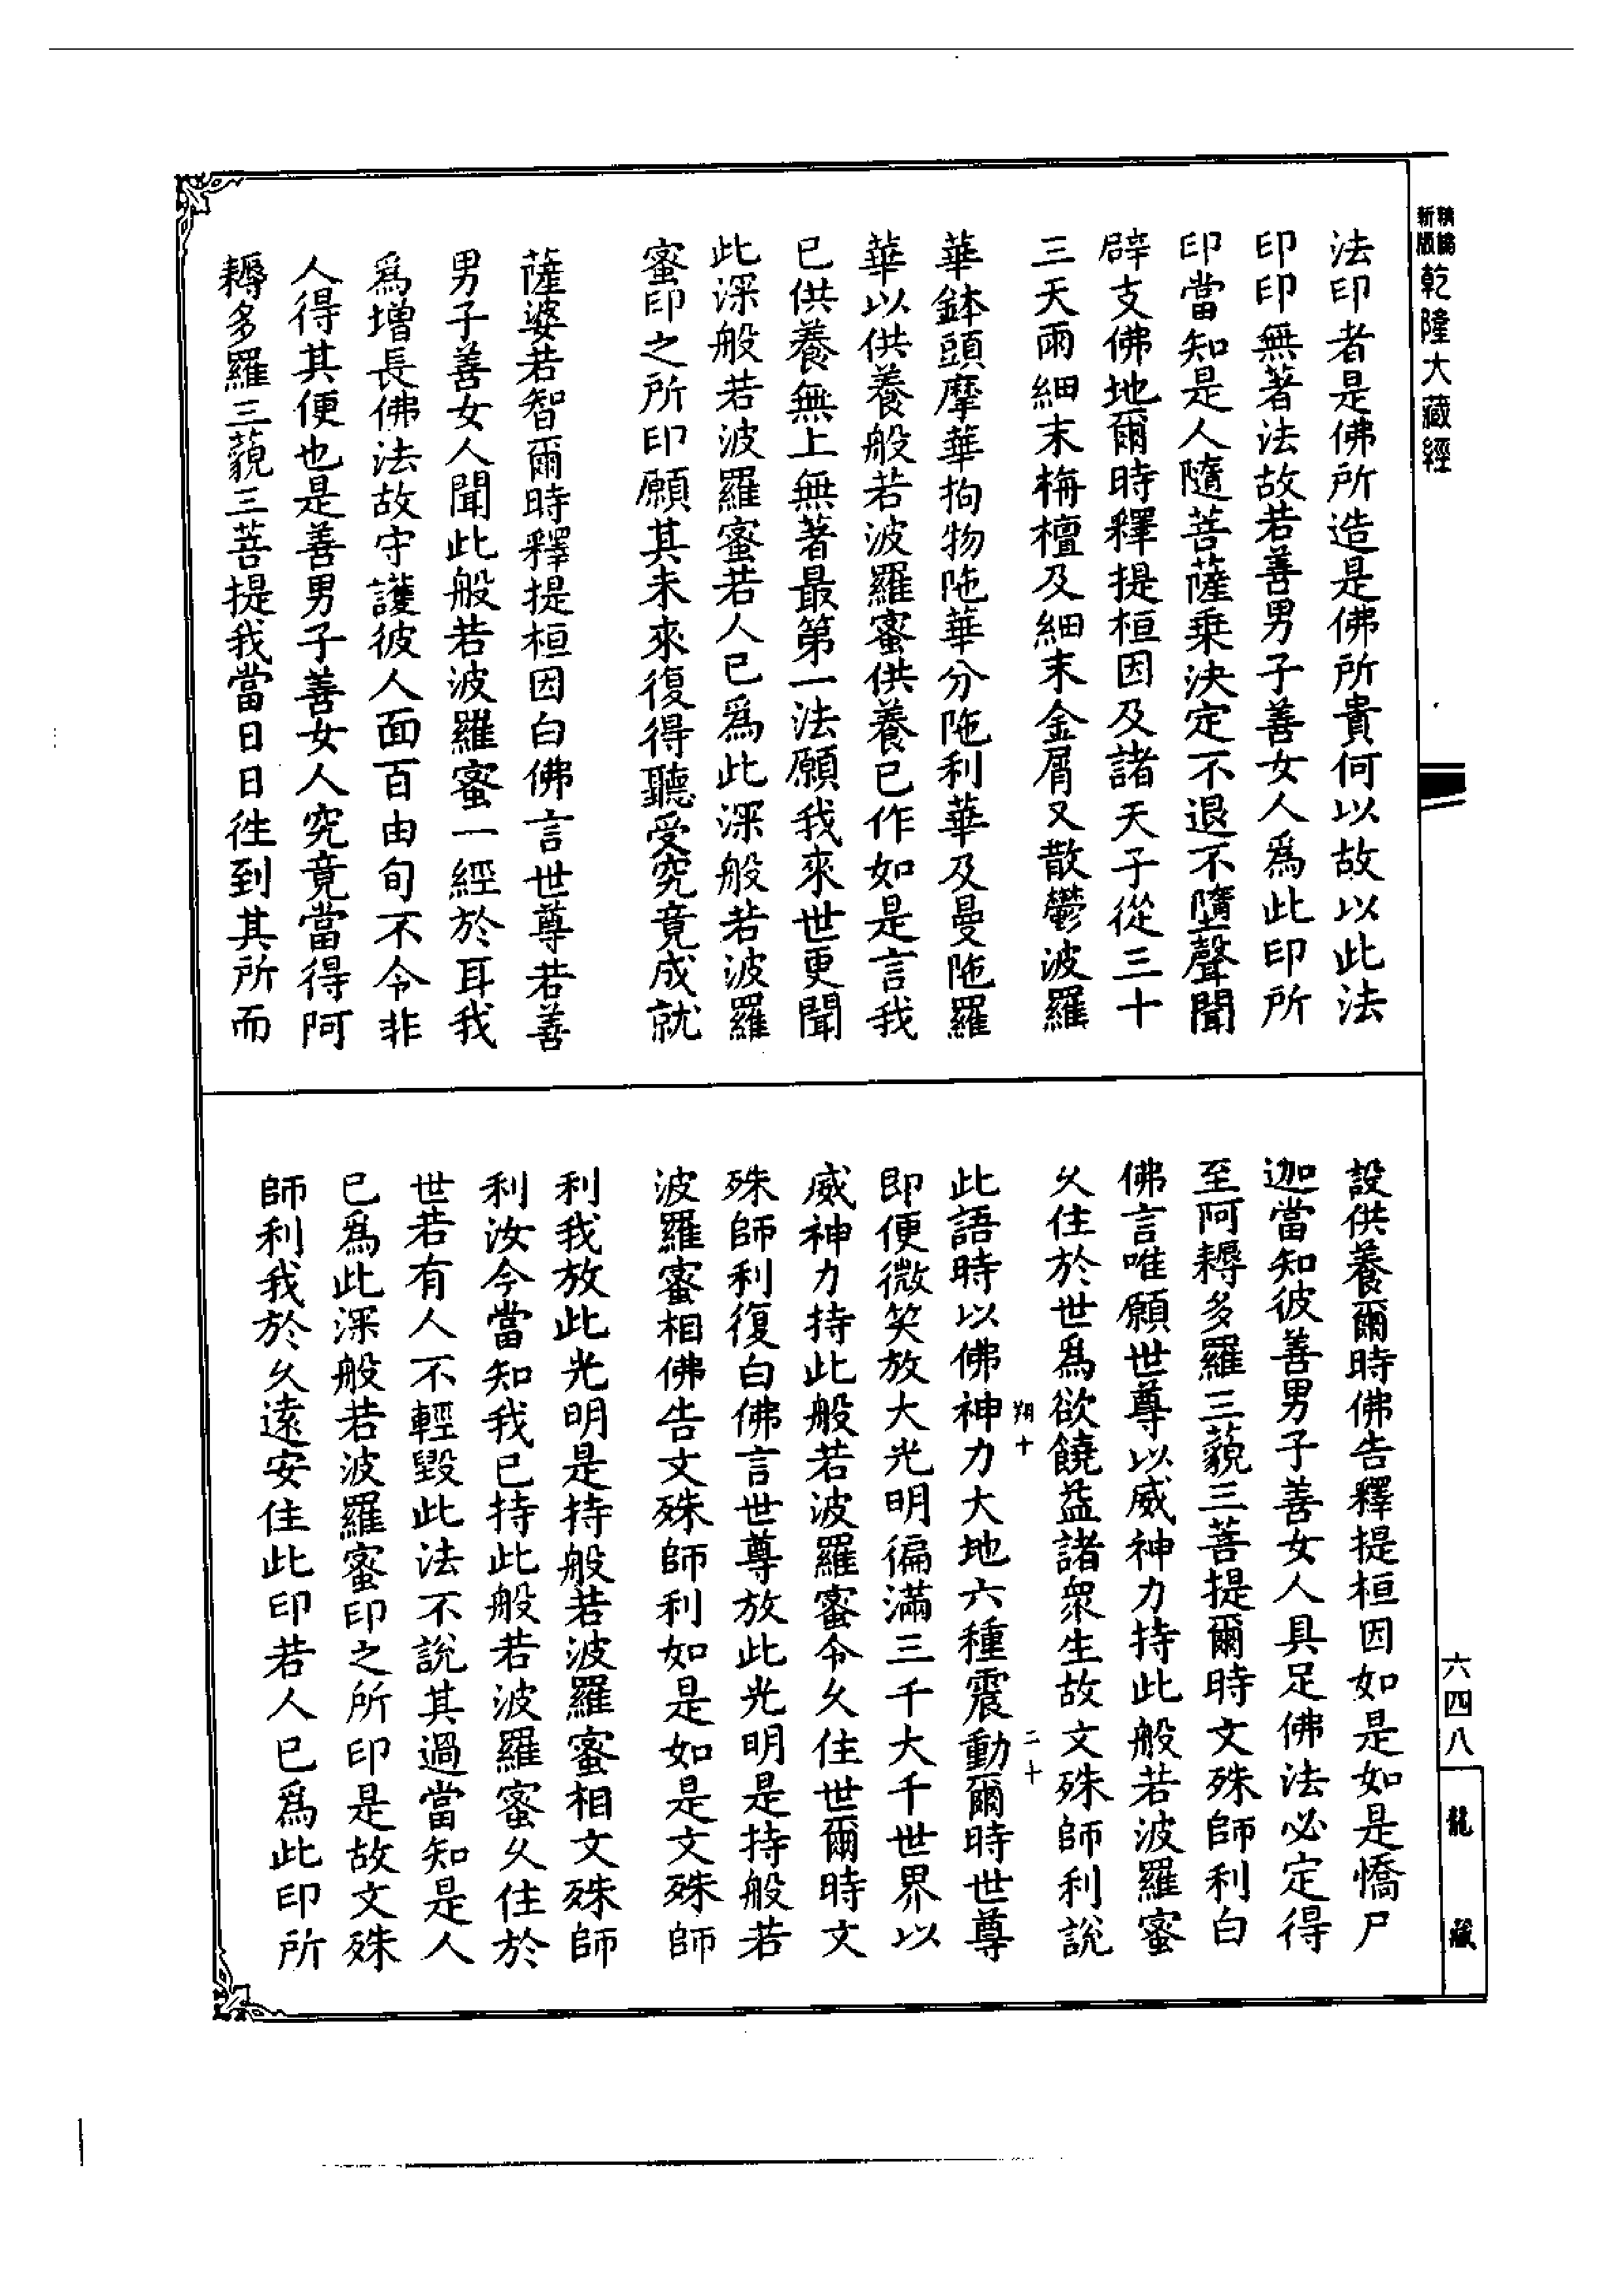 新編
縮版
乾隆大藏經
法印者是佛所造是佛所貴何以故以此法
印印無著法故若善男子善女人爲此印所
印當知是人隨菩薩乘決定不退不墮聲聞
辟支佛地爾時釋提桓因及諸天子從三十
三天雨細末栴檀及細末金屑又散鬱波羅
華鉢頭摩華拘物陁華分陁利華及曼陁羅
華以供養般若波羅蜜供養已作如是言我
已供養無上無著最第一法願我來世更聞
此深般若波羅蜜若人已爲此深般若波羅
蜜印之所印願其未來復得聽受究竟成就
薩婆若智爾時釋提桓因白佛言世尊若善
男子善女人聞此般若波羅蜜一經於耳我
爲增長佛法故守護彼人面百由旬不令非
人得其便也是善男子善女人究竟當得阿
耨多羅三藐三菩提我當日日徃到其所而
設供養爾時佛告釋提桓因如是如是憍尸
迦當知彼善男子善女人具足佛法必定得
至阿耨多羅三藐三菩提爾時文殊師利白
佛言唯願世尊以威神力持此般若波羅蜜
久住於世爲欲饒益諸衆生故文殊師利說
翔十
二十
此語時以佛神力大地六種震動爾時世尊
即便微笑放大光明徧滿三千大千世界以
威神力持此般若波羅蜜令久住世爾時文
殊師利復白佛言世尊放此光明是持般若
波羅蜜相佛告文殊師利如是如是文殊師
利我放此光明是持般若波羅蜜相文殊師
利汝今當知我已持此般若波羅蜜久住於
世若有人不輕毀此法不說其過當知是人
已爲此深般若波羅蜜印之所印是故文殊
師利我於久遠安住此印若人已爲此印所
六四八
龍藏